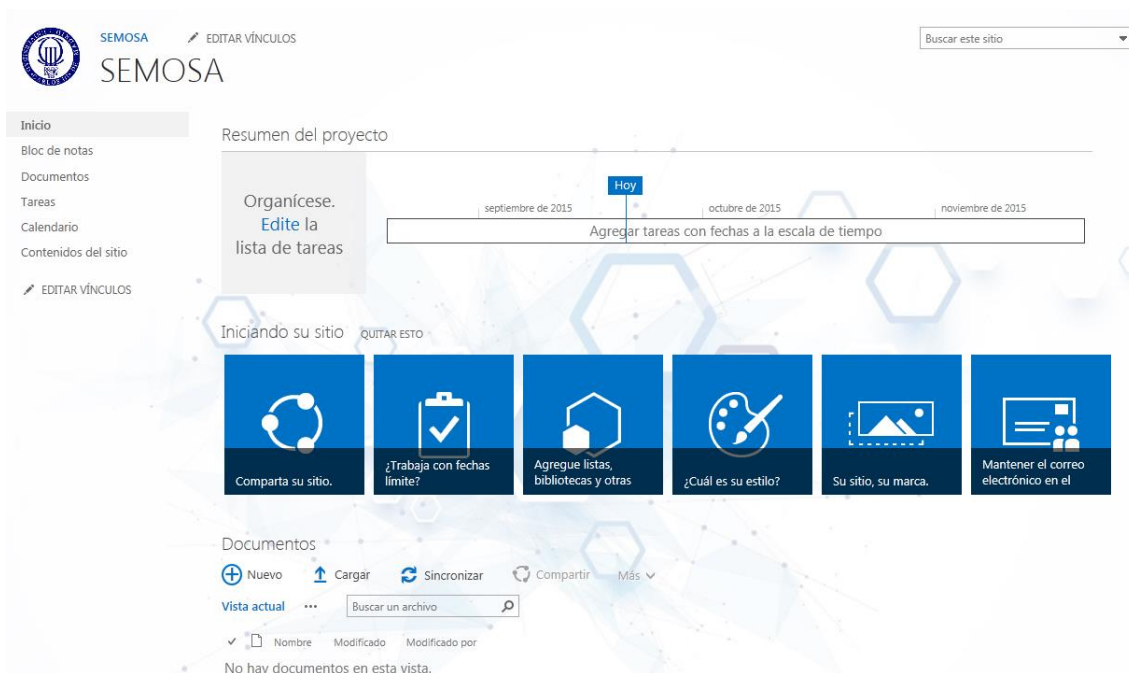 SEMOSA
EDITAR VÍNCULOS
SEMOSA
Buscar este sitio
Inicio
Bloc de notas
Documentos
Tareas
Calendario
Contenidos del sitio
EDITAR VÍNCULOS
Resumen del proyecto
Organícese.
Edite la
lista de tareas
Hoy
septiembre de 2015
octubre de 2015
noviembre de 2015
Agregar tareas con fechas a la escala de tiempo
Iniciando su sitio
QUITAR ESTO
Comparta su sitio.
¿Trabaja con fechas
límite?
Agregue listas,
bibliotecas y otras
¿Cuál es su estilo?
Su sitio, su marca.
Mantener el correo
electrónico en el
Documentos
Nuevo
Cargar
Sincronizar
Compartir
Más
Vista actual
Buscar un archivo
Nombre
Modificado
Modificado por
No hay documentos en esta vista.